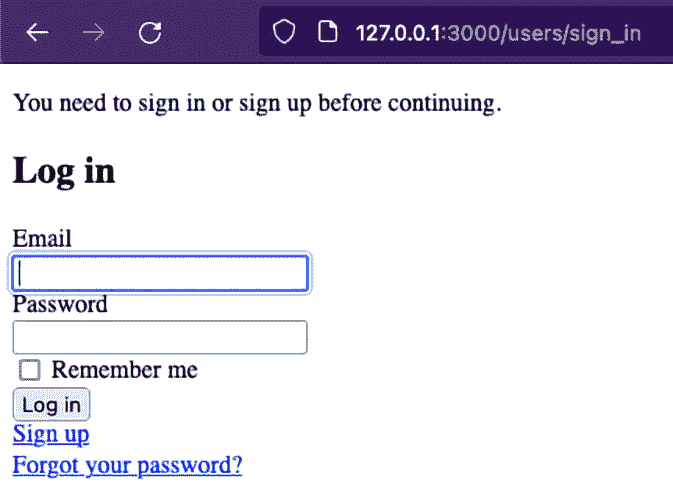 127.0.0.1:3000/users/sign_in
You need to sign in or sign up before continuing.
Log in
Email
Password
Remember me
Log in
Sign up
Forgot your password?